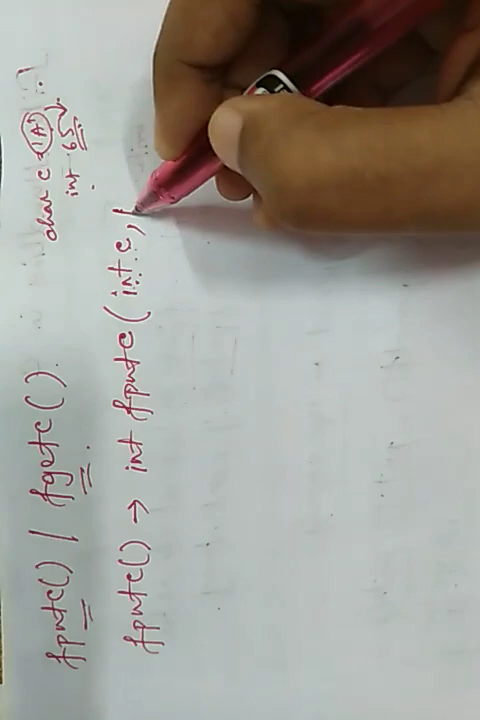 fputc() / fgetc().
char c = 'A'
int 65
fputc() → int fputc( int c,